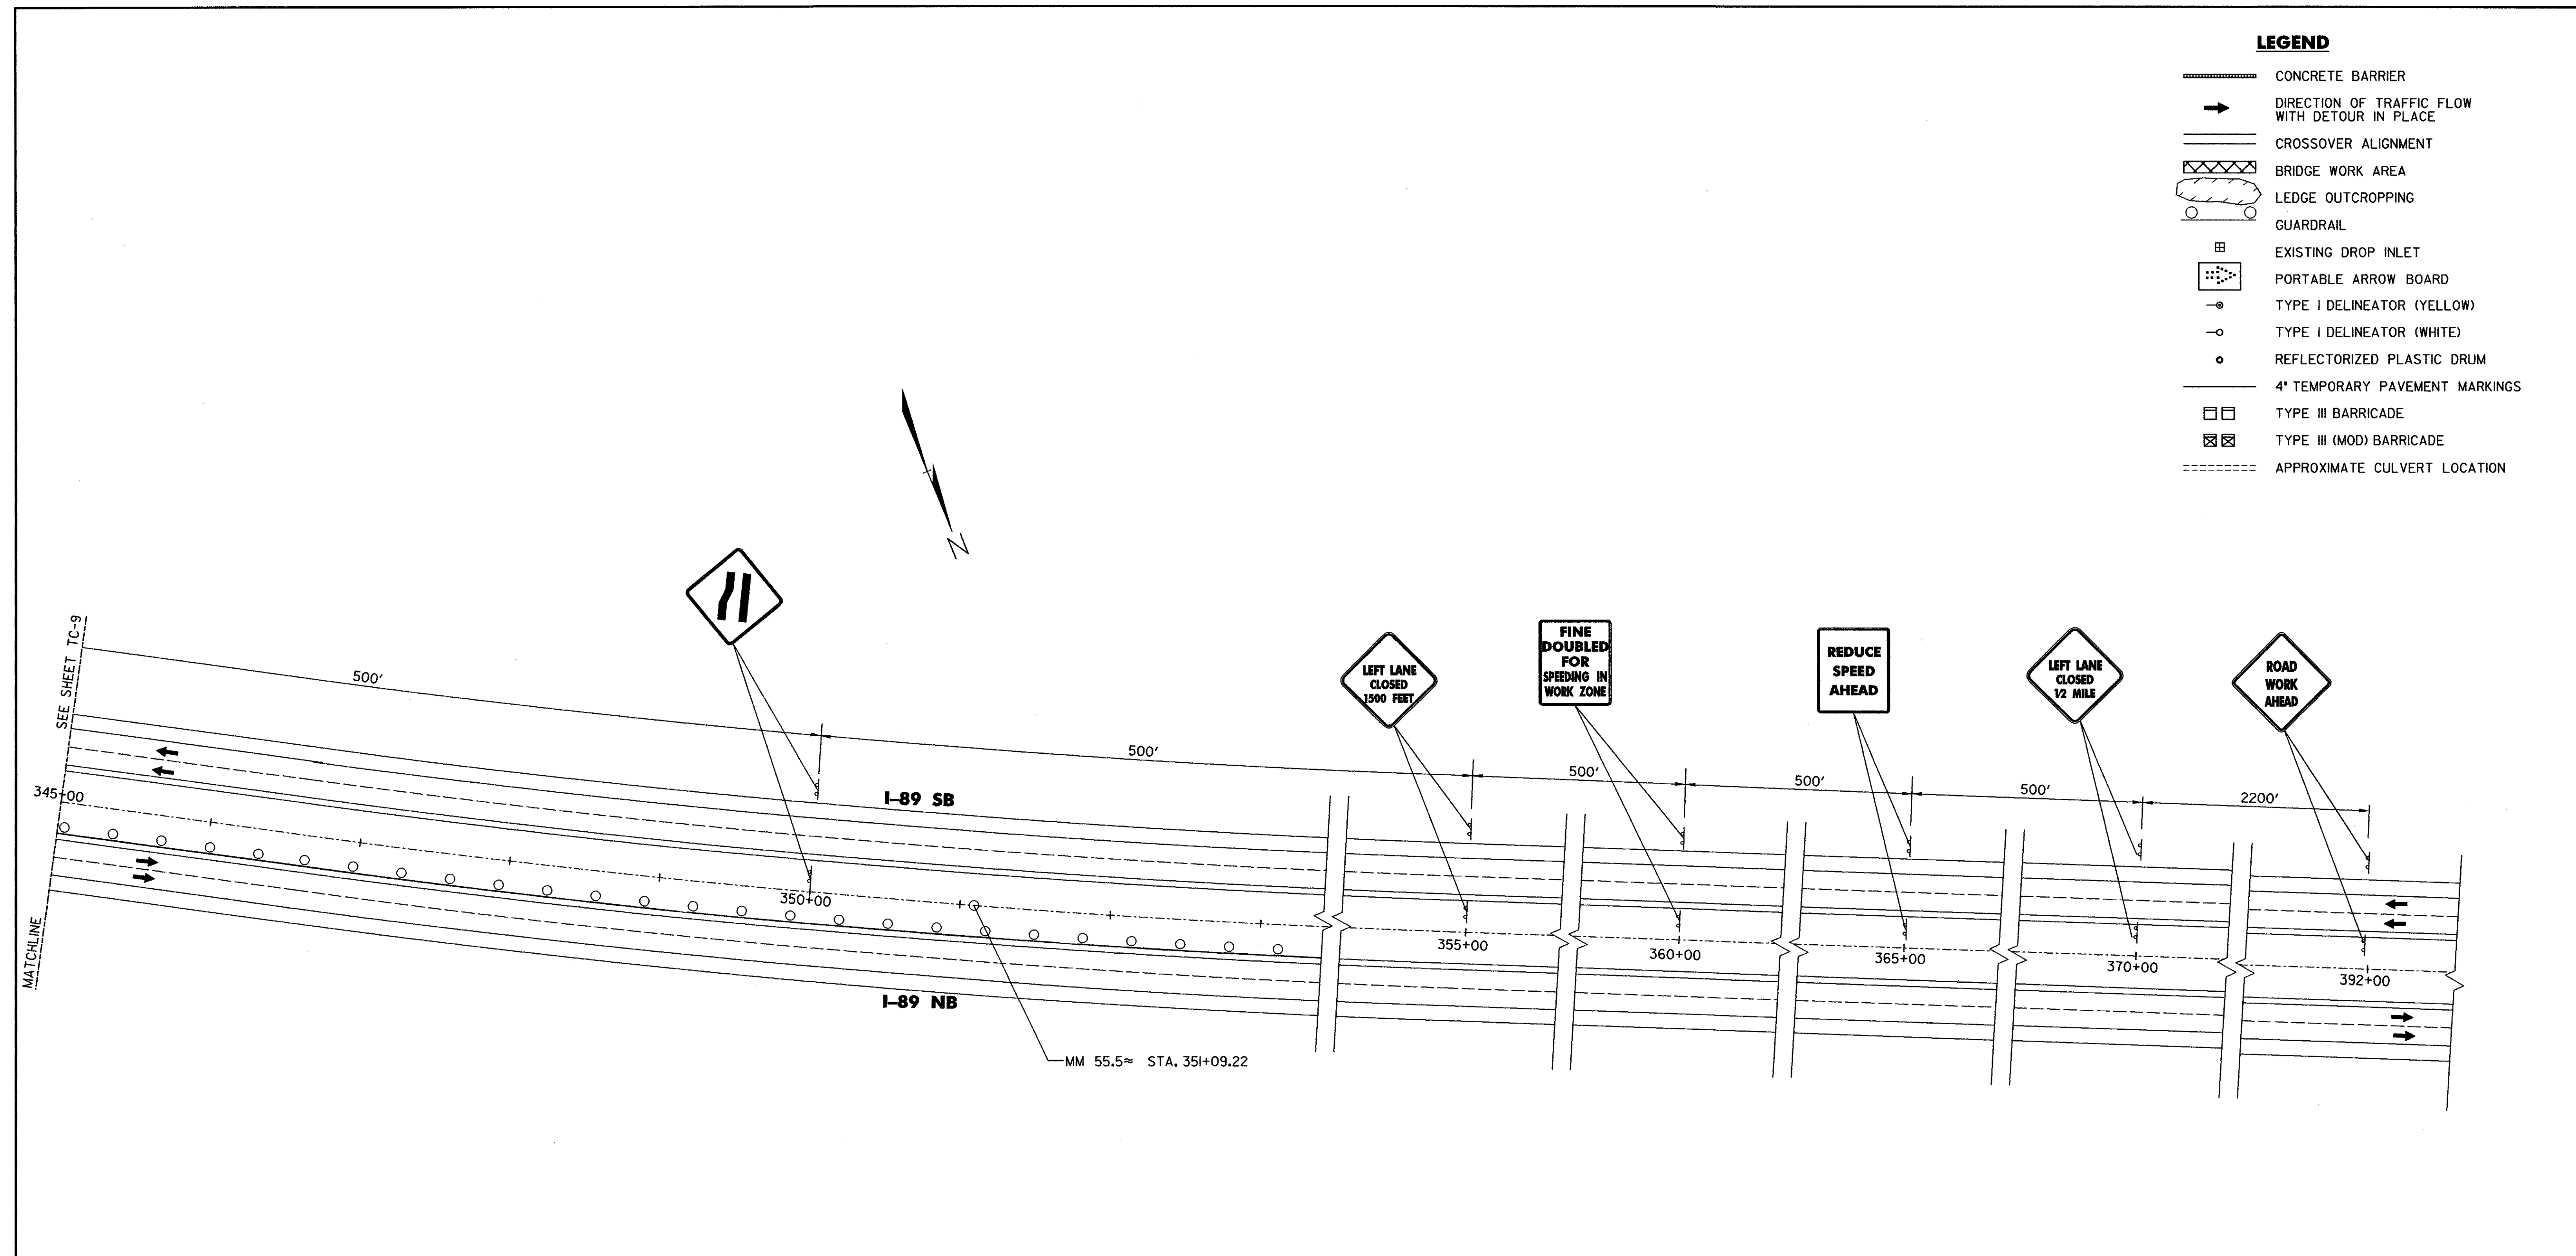 LEGEND
CONCRETE BARRIER
DIRECTION OF TRAFFIC FLOW
WITH DETOUR IN PLACE
CROSSOVER ALIGNMENT
BRIDGE WORK AREA
LEDGE OUTCROPPING
GUARDRAIL
EXISTING DROP INLET
PORTABLE ARROW BOARD
TYPE I DELINEATOR (YELLOW)
TYPE I DELINEATOR (WHITE)
REFLECTORIZED PLASTIC DRUM
4" TEMPORARY PAVEMENT MARKINGS
TYPE III BARRICADE
TYPE III (MOD) BARRICADE
APPROXIMATE CULVERT LOCATION
N
SEE SHEET TC-9
MATCHLINE
LEFT LANE
CLOSED
1500 FEET
FINE
DOUBLED
FOR
SPEEDING IN
WORK ZONE
REDUCE
SPEED
AHEAD
LEFT LANE
CLOSED
1/2 MILE
ROAD
WORK
AHEAD
500'
500'
500'
500'
500'
2200'
I-89 SB
345+00
350+00
355+00
360+00
365+00
370+00
392+00
I-89 NB
MM 55.5≈ STA. 351+09.22